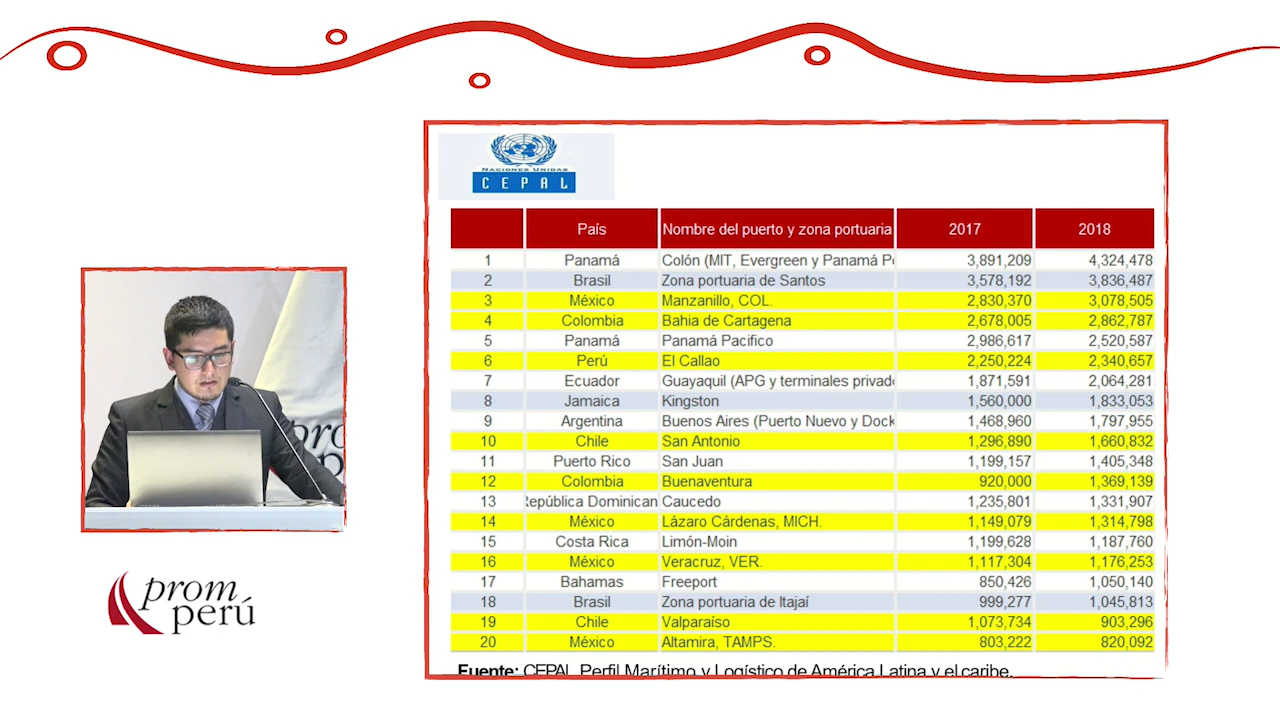 NACIONES UNIDAS
CEPAL
País Nombre del puerto y zona portuaria 2017 2018
1 Panamá Colón (MIT, Evergreen y Panamá 3,891,209 4,324,478
2 Brasil Zona portuaria de Santos 3,578,192 3,836,487
3 México Manzanillo, COL. 2,830,370 3,078,505
4 Colombia Bahia de Cartagena 2,678,005 2,862,787
5 Panamá Panamá Pacifico 2,986,617 2,520,587
6 Perú El Callao 2,250,224 2,340,657
7 Ecuador Guayaquil (APG y terminales 1,871,591 2,064,281
8 Jamaica Kingston 1,560,000 1,833,053
9 Argentina Buenos Aires (Puerto Nuevo y Dock 1,468,960 1,797,955
10 Chile San Antonio 1,296,890 1,660,832
11 Puerto Rico San Juan 1,199,157 1,405,348
12 Colombia Buenaventura 920,000 1,369,139
13 República Dominican Caucedo 1,235,801 1,331,907
14 México Lázaro Cárdenas, MICH. 1,149,079 1,314,798
15 Costa Rica Limón-Moin 1,199,628 1,187,760
16 México Veracruz, VER. 1,117,304 1,176,253
17 Bahamas Freeport 850,426 1,050,140
18 Brasil Zona portuaria de Itajaí 999,277 1,045,813
19 Chile Valparaíso 1,073,734 903,296
20 México Altamira, TAMPS. 803,222 820,092
Fuente: CEPAL Perfil Marítimo y Logístico de América Latina y el caribe.
prom
perú